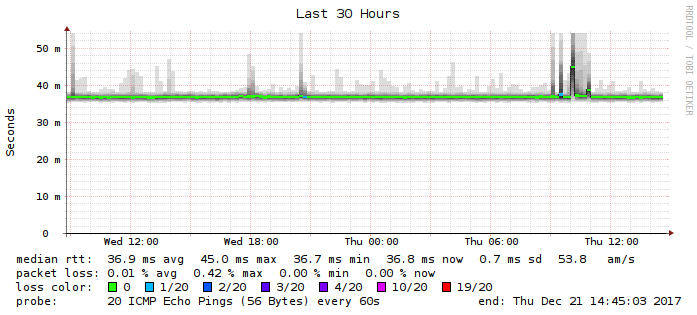 Last 30 Hours
RRDTOOL / TOBI OETIKER
Seconds
50 m
40 m
30 m
20 m
10 m
0
Wed 12:00 Wed 18:00 Thu 00:00 Thu 06:00 Thu 12:00
median rtt: 36.9 ms avg 45.0 ms max 36.7 ms min 36.8 ms now 0.7 ms sd 53.8 am/s
packet loss: 0.01 % avg 0.42 % max 0.00 % min 0.00 % now
loss color: 0 1/20 2/20 3/20 4/20 10/20 19/20
probe: 20 ICMP Echo Pings (56 Bytes) every 60s end: Thu Dec 21 14:45:03 2017